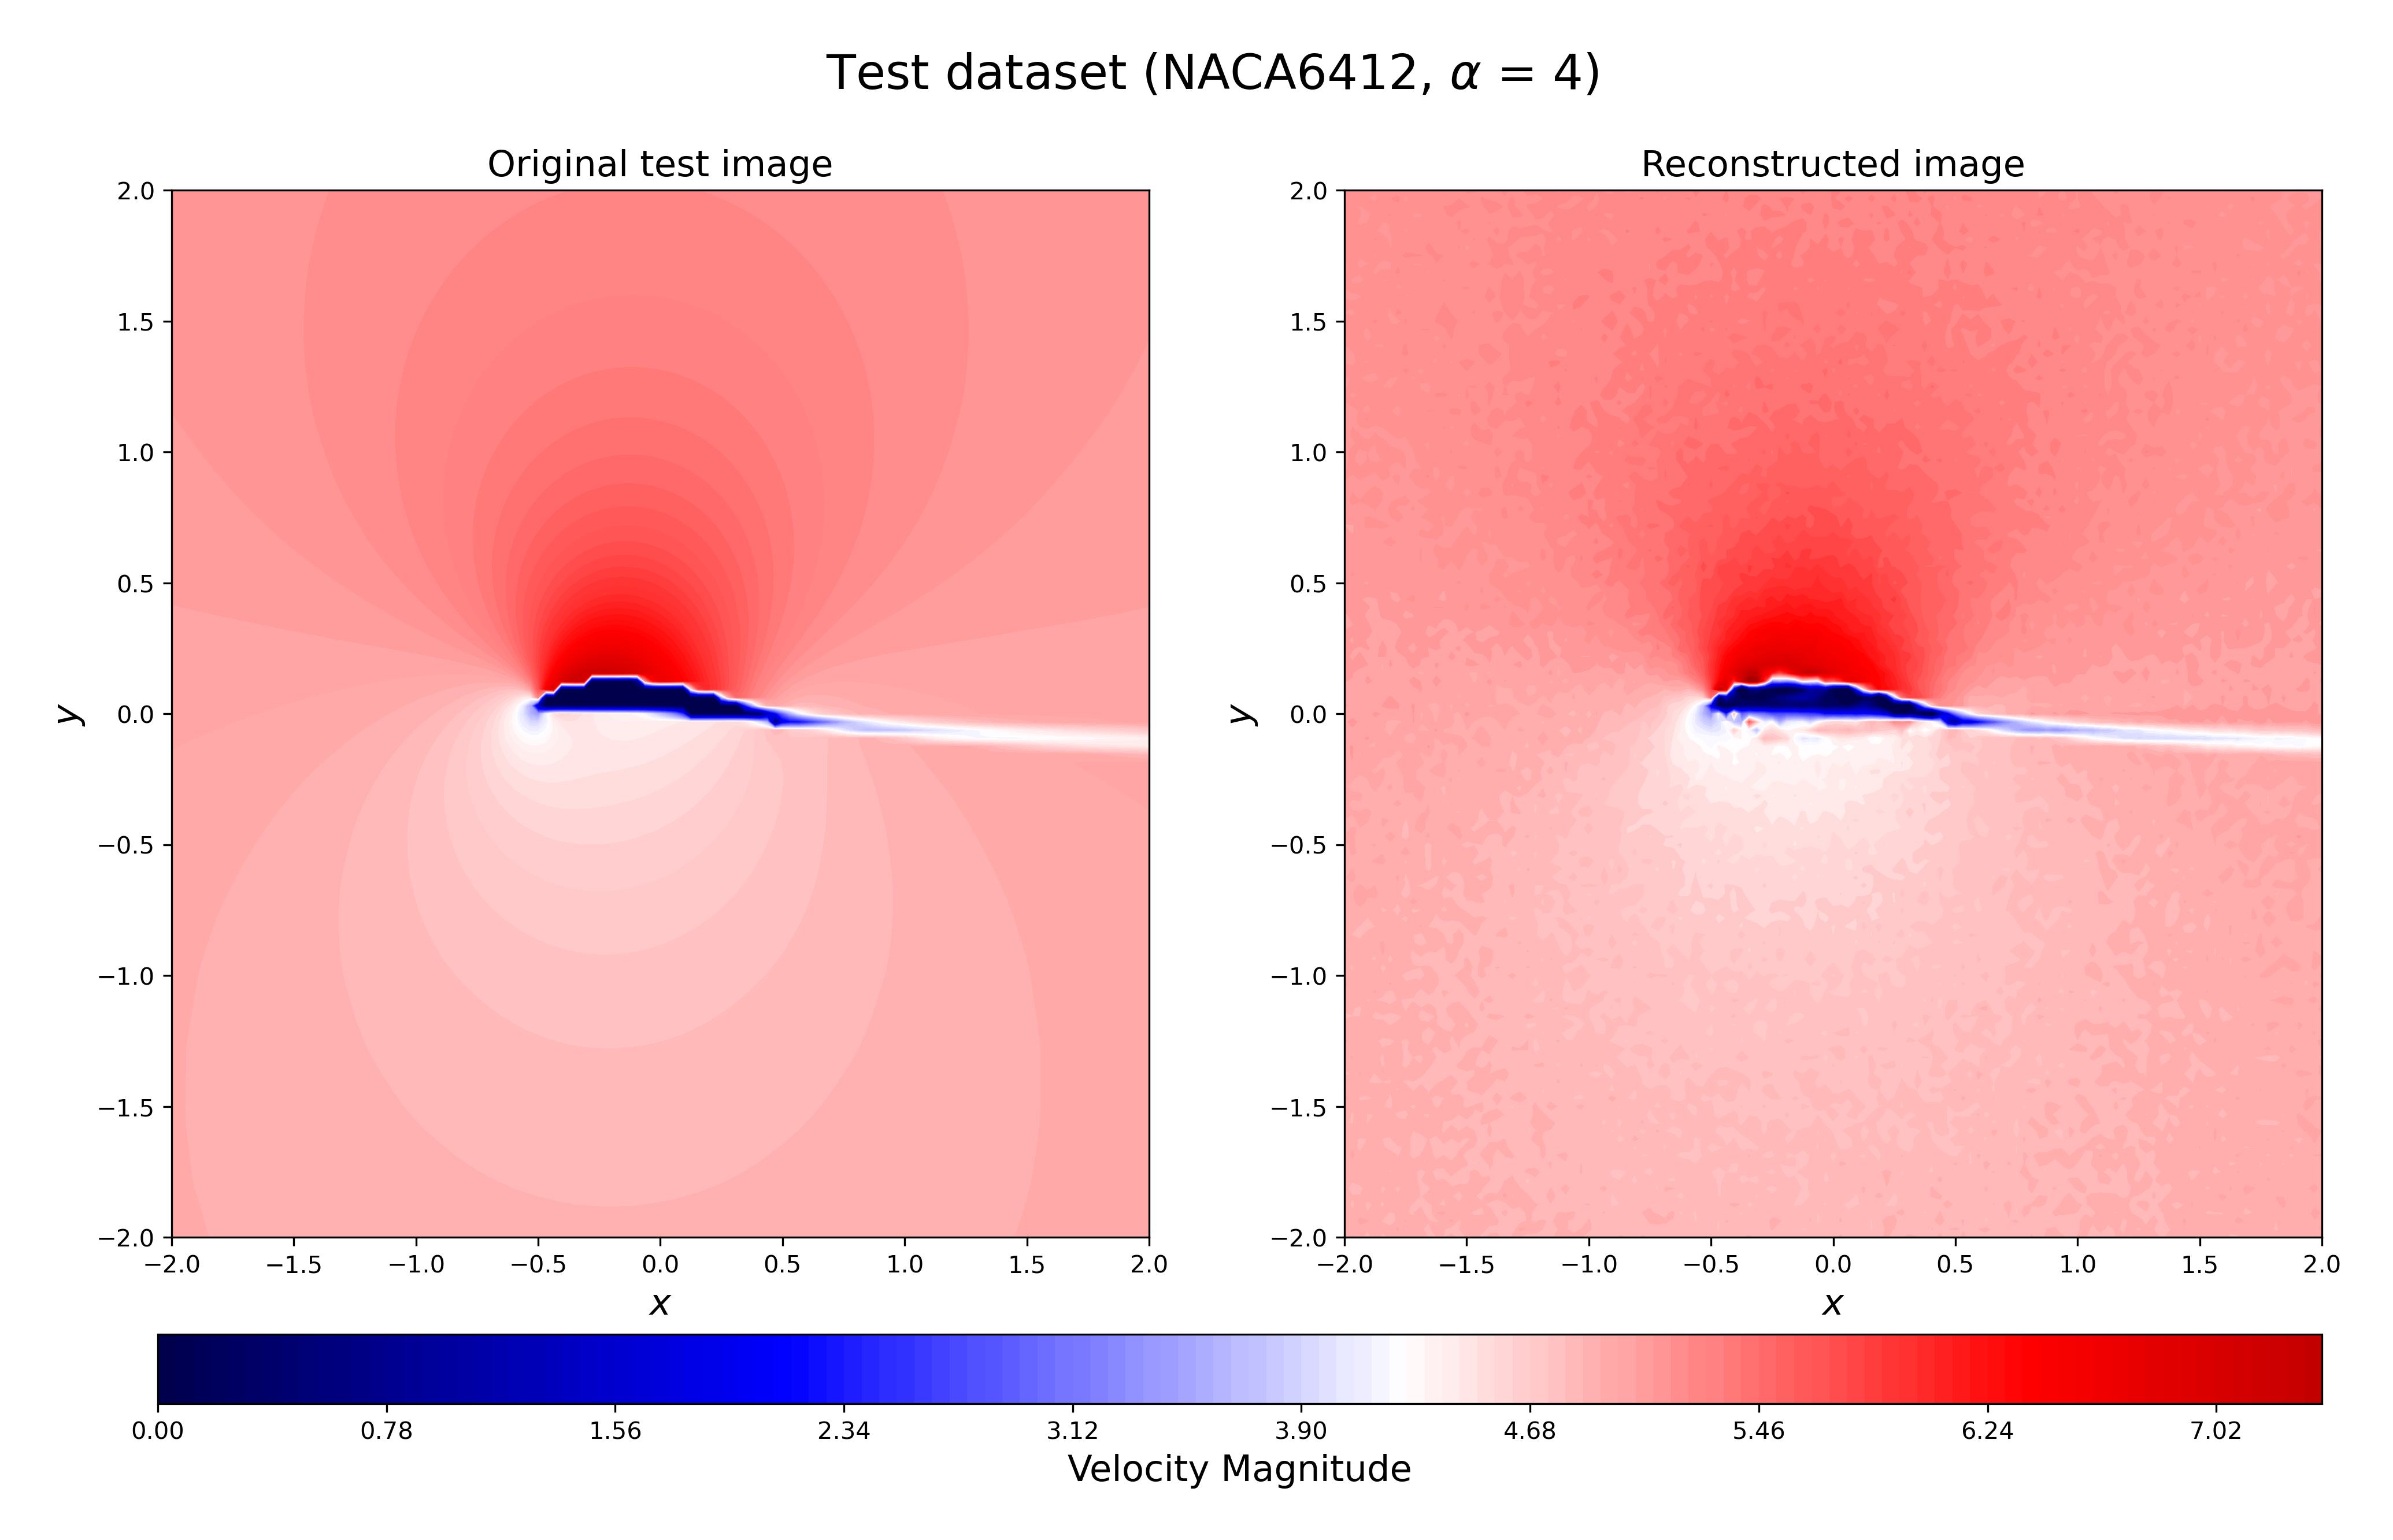 Test dataset (NACA6412, α = 4)
Original test image
Reconstructed image
2.0
1.5
1.0
0.5
0.0
−0.5
−1.0
−1.5
−2.0
y
−2.0 −1.5 −1.0 −0.5 0.0 0.5 1.0 1.5 2.0
x
2.0
1.5
1.0
0.5
0.0
−0.5
−1.0
−1.5
−2.0
y
−2.0 −1.5 −1.0 −0.5 0.0 0.5 1.0 1.5 2.0
x
0.00 0.78 1.56 2.34 3.12 3.90 4.68 5.46 6.24 7.02
Velocity Magnitude